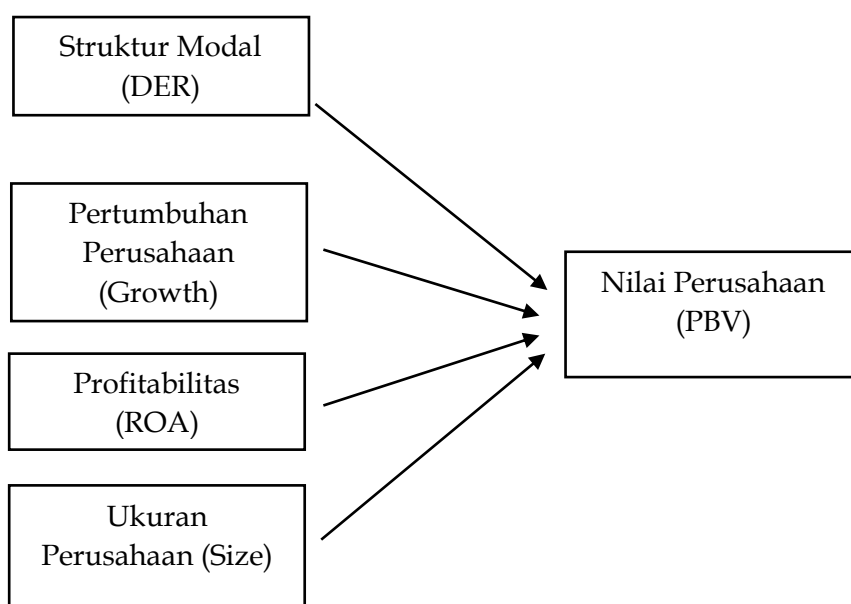 Struktur Modal
(DER)
Pertumbuhan
Perusahaan
(Growth)
Nilai Perusahaan
(PBV)
Profitabilitas
(ROA)
Ukuran
Perusahaan (Size)